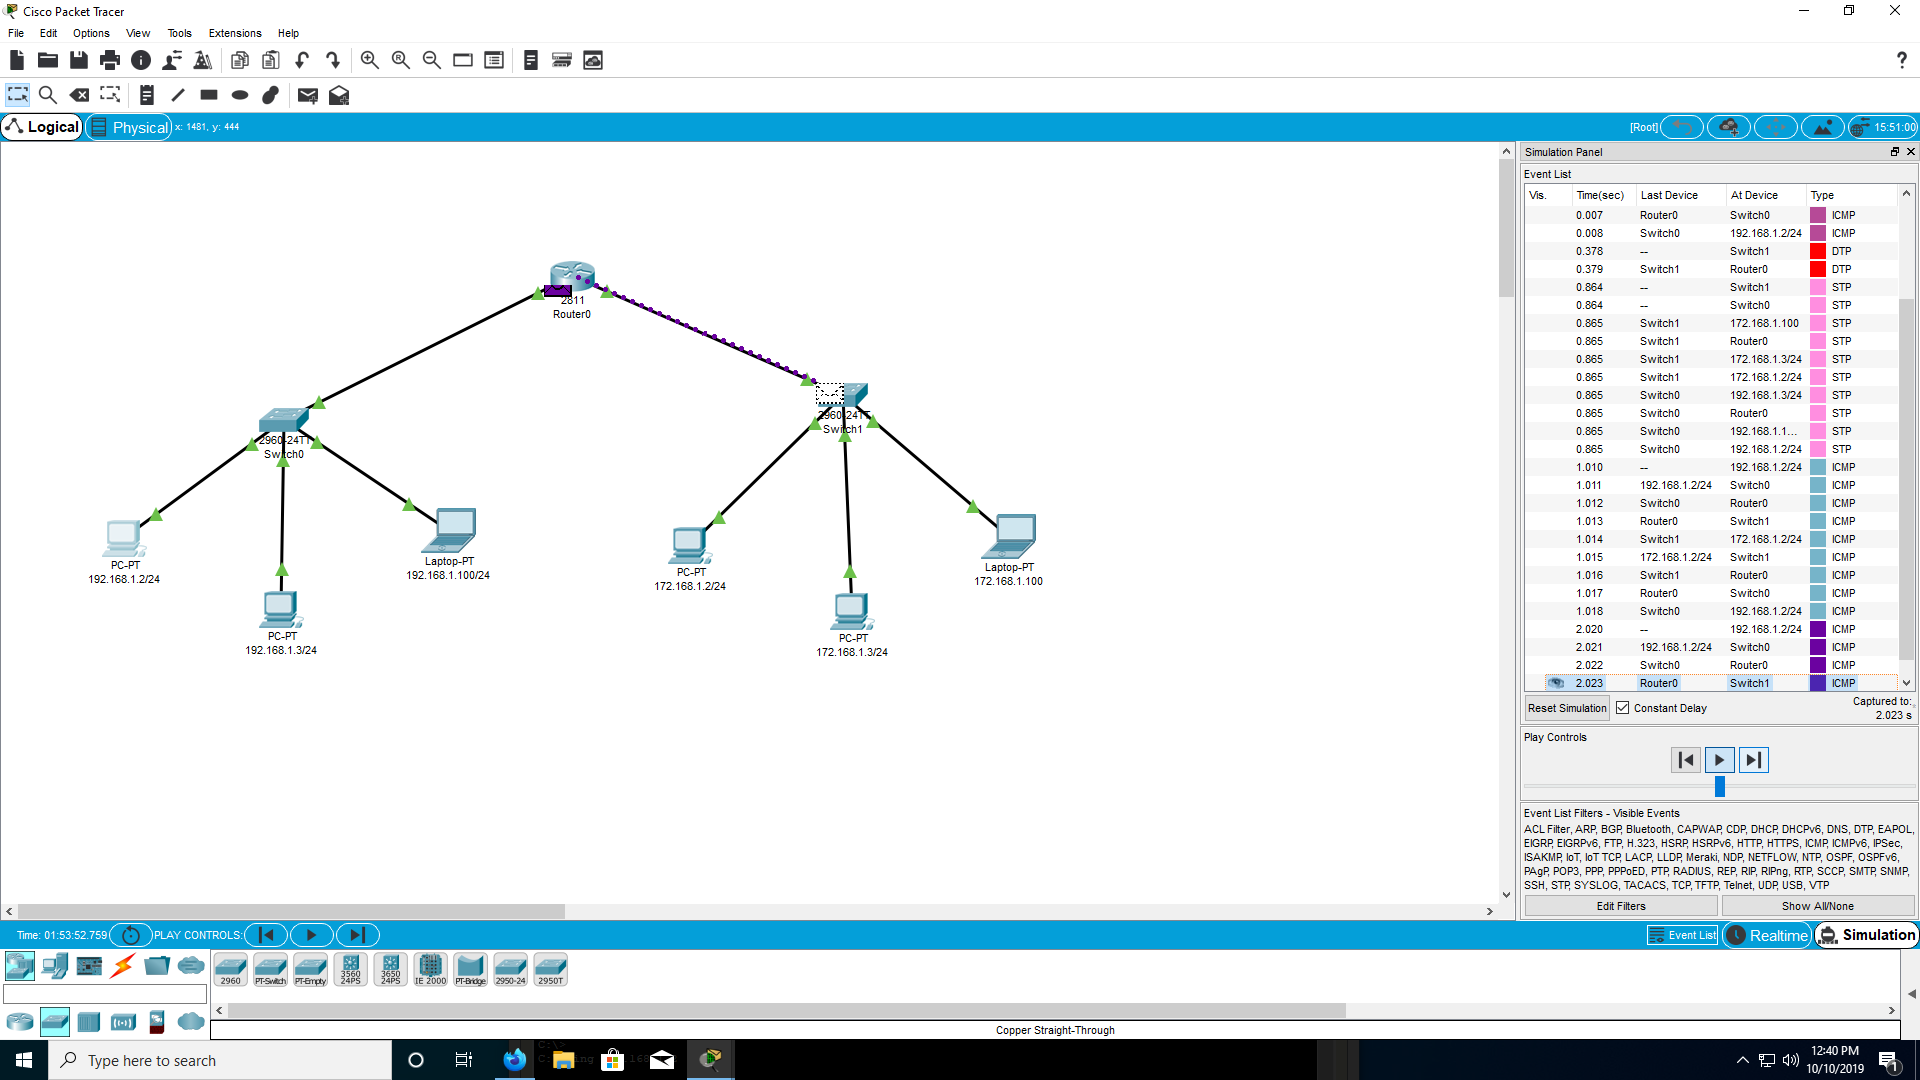 Cisco Packet Tracer
File Edit Options View Tools Extensions Help
Logical Physical x: 1481, y: 444 [Root] 15:51:00
2811
Router0
2960-24TT
Switch0
2960-24TT
Switch1
PC-PT
192.168.1.2/24
PC-PT
192.168.1.3/24
Laptop-PT
192.168.1.100/24
PC-PT
172.168.1.2/24
PC-PT
172.168.1.3/24
Laptop-PT
172.168.1.100
Simulation Panel
Event List
Vis. Time(sec) Last Device At Device Type
0.007 Router0 Switch0 ICMP
0.008 Switch0 192.168.1.2/24 ICMP
0.378 -- Switch1 DTP
0.379 Switch1 Router0 DTP
0.864 -- Switch1 STP
0.864 -- Switch0 STP
0.865 Switch1 172.168.1.100 STP
0.865 Switch1 Router0 STP
0.865 Switch1 172.168.1.3/24 STP
0.865 Switch1 172.168.1.2/24 STP
0.865 Switch0 192.168.1.3/24 STP
0.865 Switch0 Router0 STP
0.865 Switch0 192.168.1.1... STP
0.865 Switch0 192.168.1.2/24 STP
1.010 -- 192.168.1.2/24 ICMP
1.011 192.168.1.2/24 Switch0 ICMP
1.012 Switch0 Router0 ICMP
1.013 Router0 Switch1 ICMP
1.014 Switch1 172.168.1.2/24 ICMP
1.015 172.168.1.2/24 Switch1 ICMP
1.016 Switch1 Router0 ICMP
1.017 Router0 Switch0 ICMP
1.018 Switch0 192.168.1.2/24 ICMP
2.020 -- 192.168.1.2/24 ICMP
2.021 192.168.1.2/24 Switch0 ICMP
2.022 Switch0 Router0 ICMP
2.023 Router0 Switch1 ICMP
Reset Simulation Constant Delay Captured to:
2.023 s
Play Controls
Event List Filters - Visible Events
ACL Filter, ARP, BGP, Bluetooth, CAPWAP, CDP, DHCP, DHCPv6, DNS, DTP, EAPOL,
EIGRP, EIGRPv6, FTP, H.323, HSRP, HSRPv6, HTTP, HTTPS, ICMP, ICMPv6, IPSec,
ISAKMP, IoT, IoT TCP, LACP, LLDP, Meraki, NDP, NETFLOW, NTP, OSPF, OSPFv6,
PAgP, POP3, PPP, PPPoED, PTP, RADIUS, REP, RIP, RIPng, RTP, SCCP, SMTP, SNMP,
SSH, STP, SYSLOG, TACACS, TCP, TFTP, Telnet, UDP, USB, VTP
Edit Filters Show All/None
Time: 01:53:52.759 PLAY CONTROLS: Event List Realtime Simulation
2960 PT-Switch PT-Empty 3560 24PS 3650 24PS IE 2000 PT-Bridge 2950-24 2950T
Copper Straight-Through
Type here to search
12:40 PM
10/10/2019
1